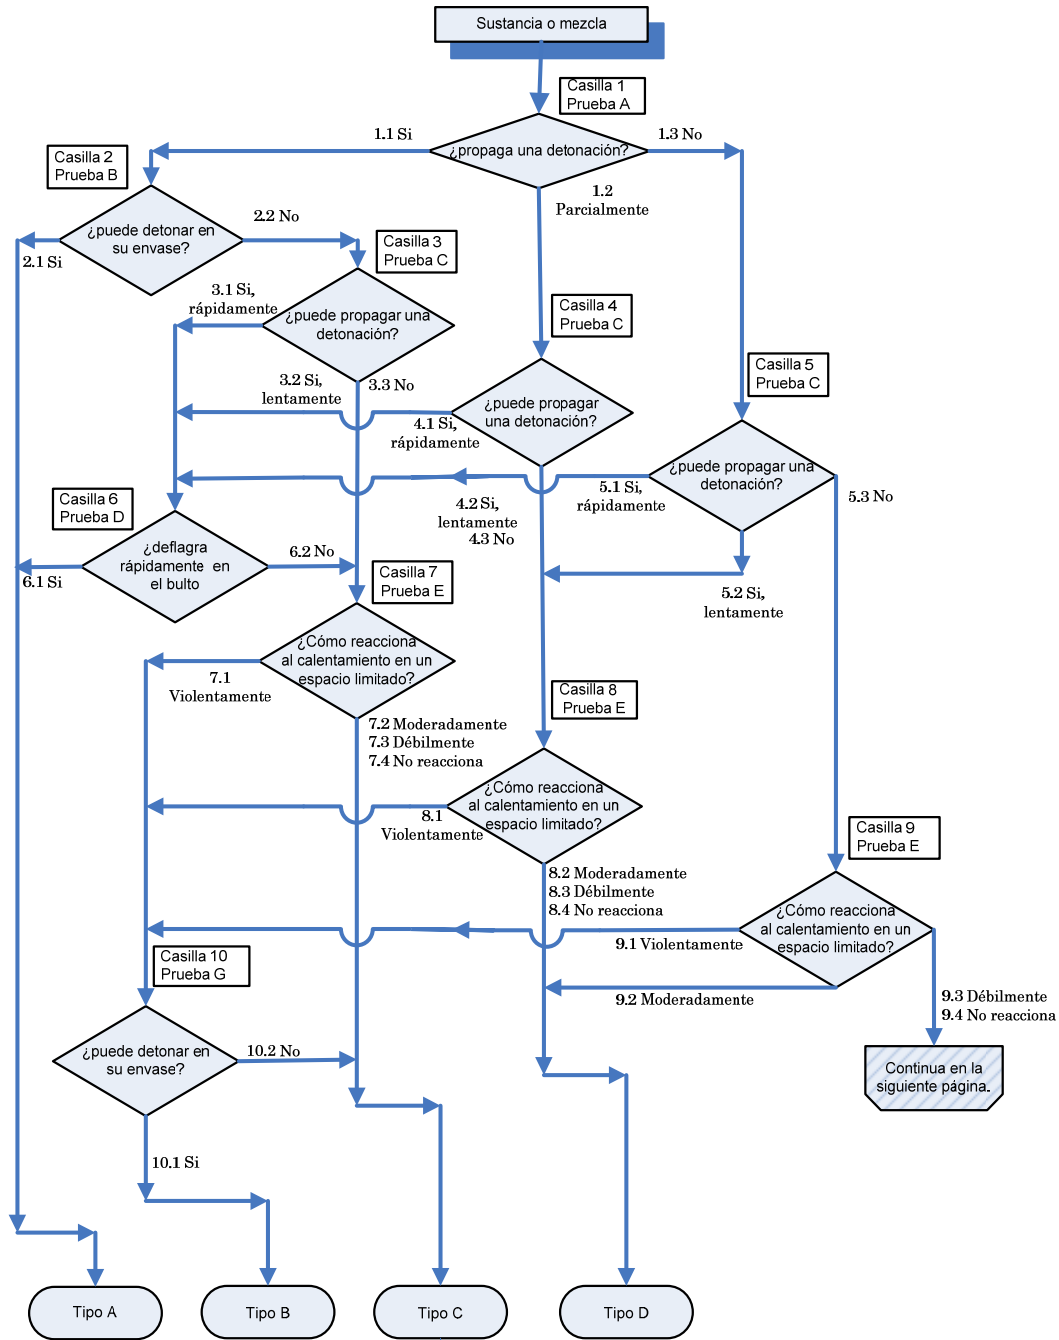 Sustancia o mezcla
Casilla 1
Prueba A
1.1 Si
1.3 No
¿propaga una detonación?
Casilla 2
Prueba B
1.2
Parcialmente
¿puede detonar en
su envase?
2.2 No
2.1 Si
Casilla 3
Prueba C
3.1 Si,
rápidamente
¿puede propagar una
detonación?
Casilla 4
Prueba C
3.2 Si,
lentamente
3.3 No
Casilla 5
Prueba C
¿puede propagar
una detonación?
4.1 Si,
rápidamente
¿puede propagar una
detonación?
5.1 Si,
rápidamente
5.3 No
Casilla 6
Prueba D
4.2 Si,
lentamente
4.3 No
¿deflagra
rápidamente en
el bulto
6.2 No
6.1 Si
Casilla 7
Prueba E
5.2 Si,
lentamente
¿Cómo reacciona
al calentamiento en un
espacio limitado?
7.1
Violentamente
Casilla 8
Prueba E
7.2 Moderadamente
7.3 Débilmente
7.4 No reacciona
¿Cómo reacciona
al calentamiento en un
espacio limitado?
8.1
Violentamente
Casilla 9
Prueba E
8.2 Moderadamente
8.3 Débilmente
8.4 No reacciona
¿Cómo reacciona
al calentamiento en un
espacio limitado?
9.1 Violentamente
Casilla 10
Prueba G
9.2 Moderadamente
9.3 Débilmente
9.4 No reacciona
¿puede detonar en
su envase?
10.2 No
Continua en la
siguiente página.
10.1 Si
Tipo A
Tipo B
Tipo C
Tipo D